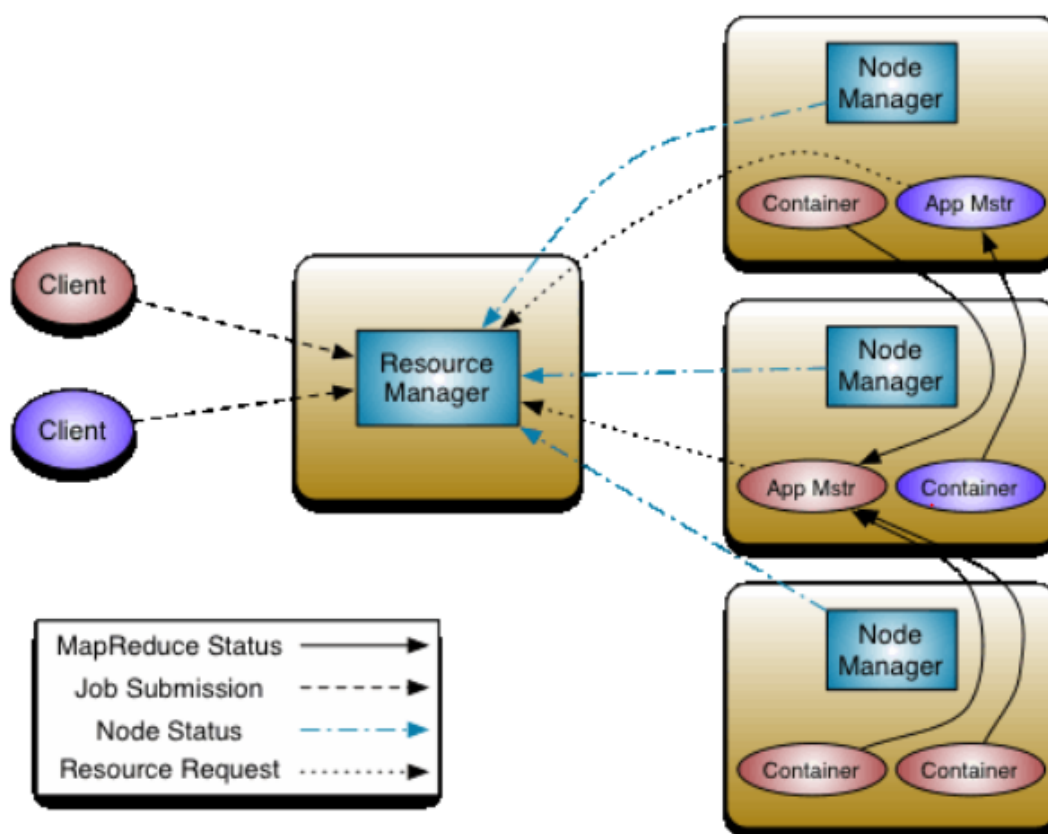 Node
Manager
Container
App Mstr
Client
Resource
Manager
Client
Node
Manager
App Mstr
Container
Node
Manager
Container
Container
MapReduce Status
Job Submission
Node Status
Resource Request